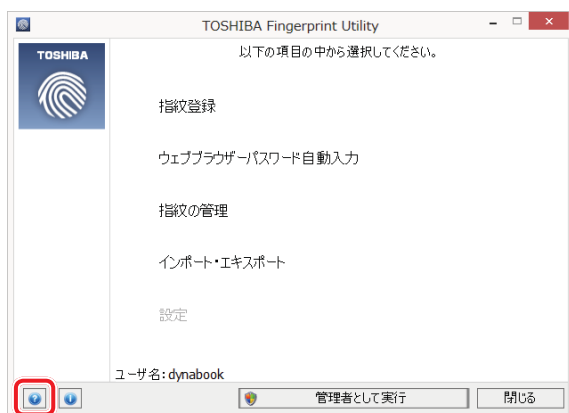 TOSHIBA Fingerprint Utility
TOSHIBA
以下の項目の中から選択してください。
指紋登録
ウェブブラウザーパスワード自動入力
指紋の管理
インポート・エキスポート
設定
ユーザ名：dynabook
管理者として実行
閉じる